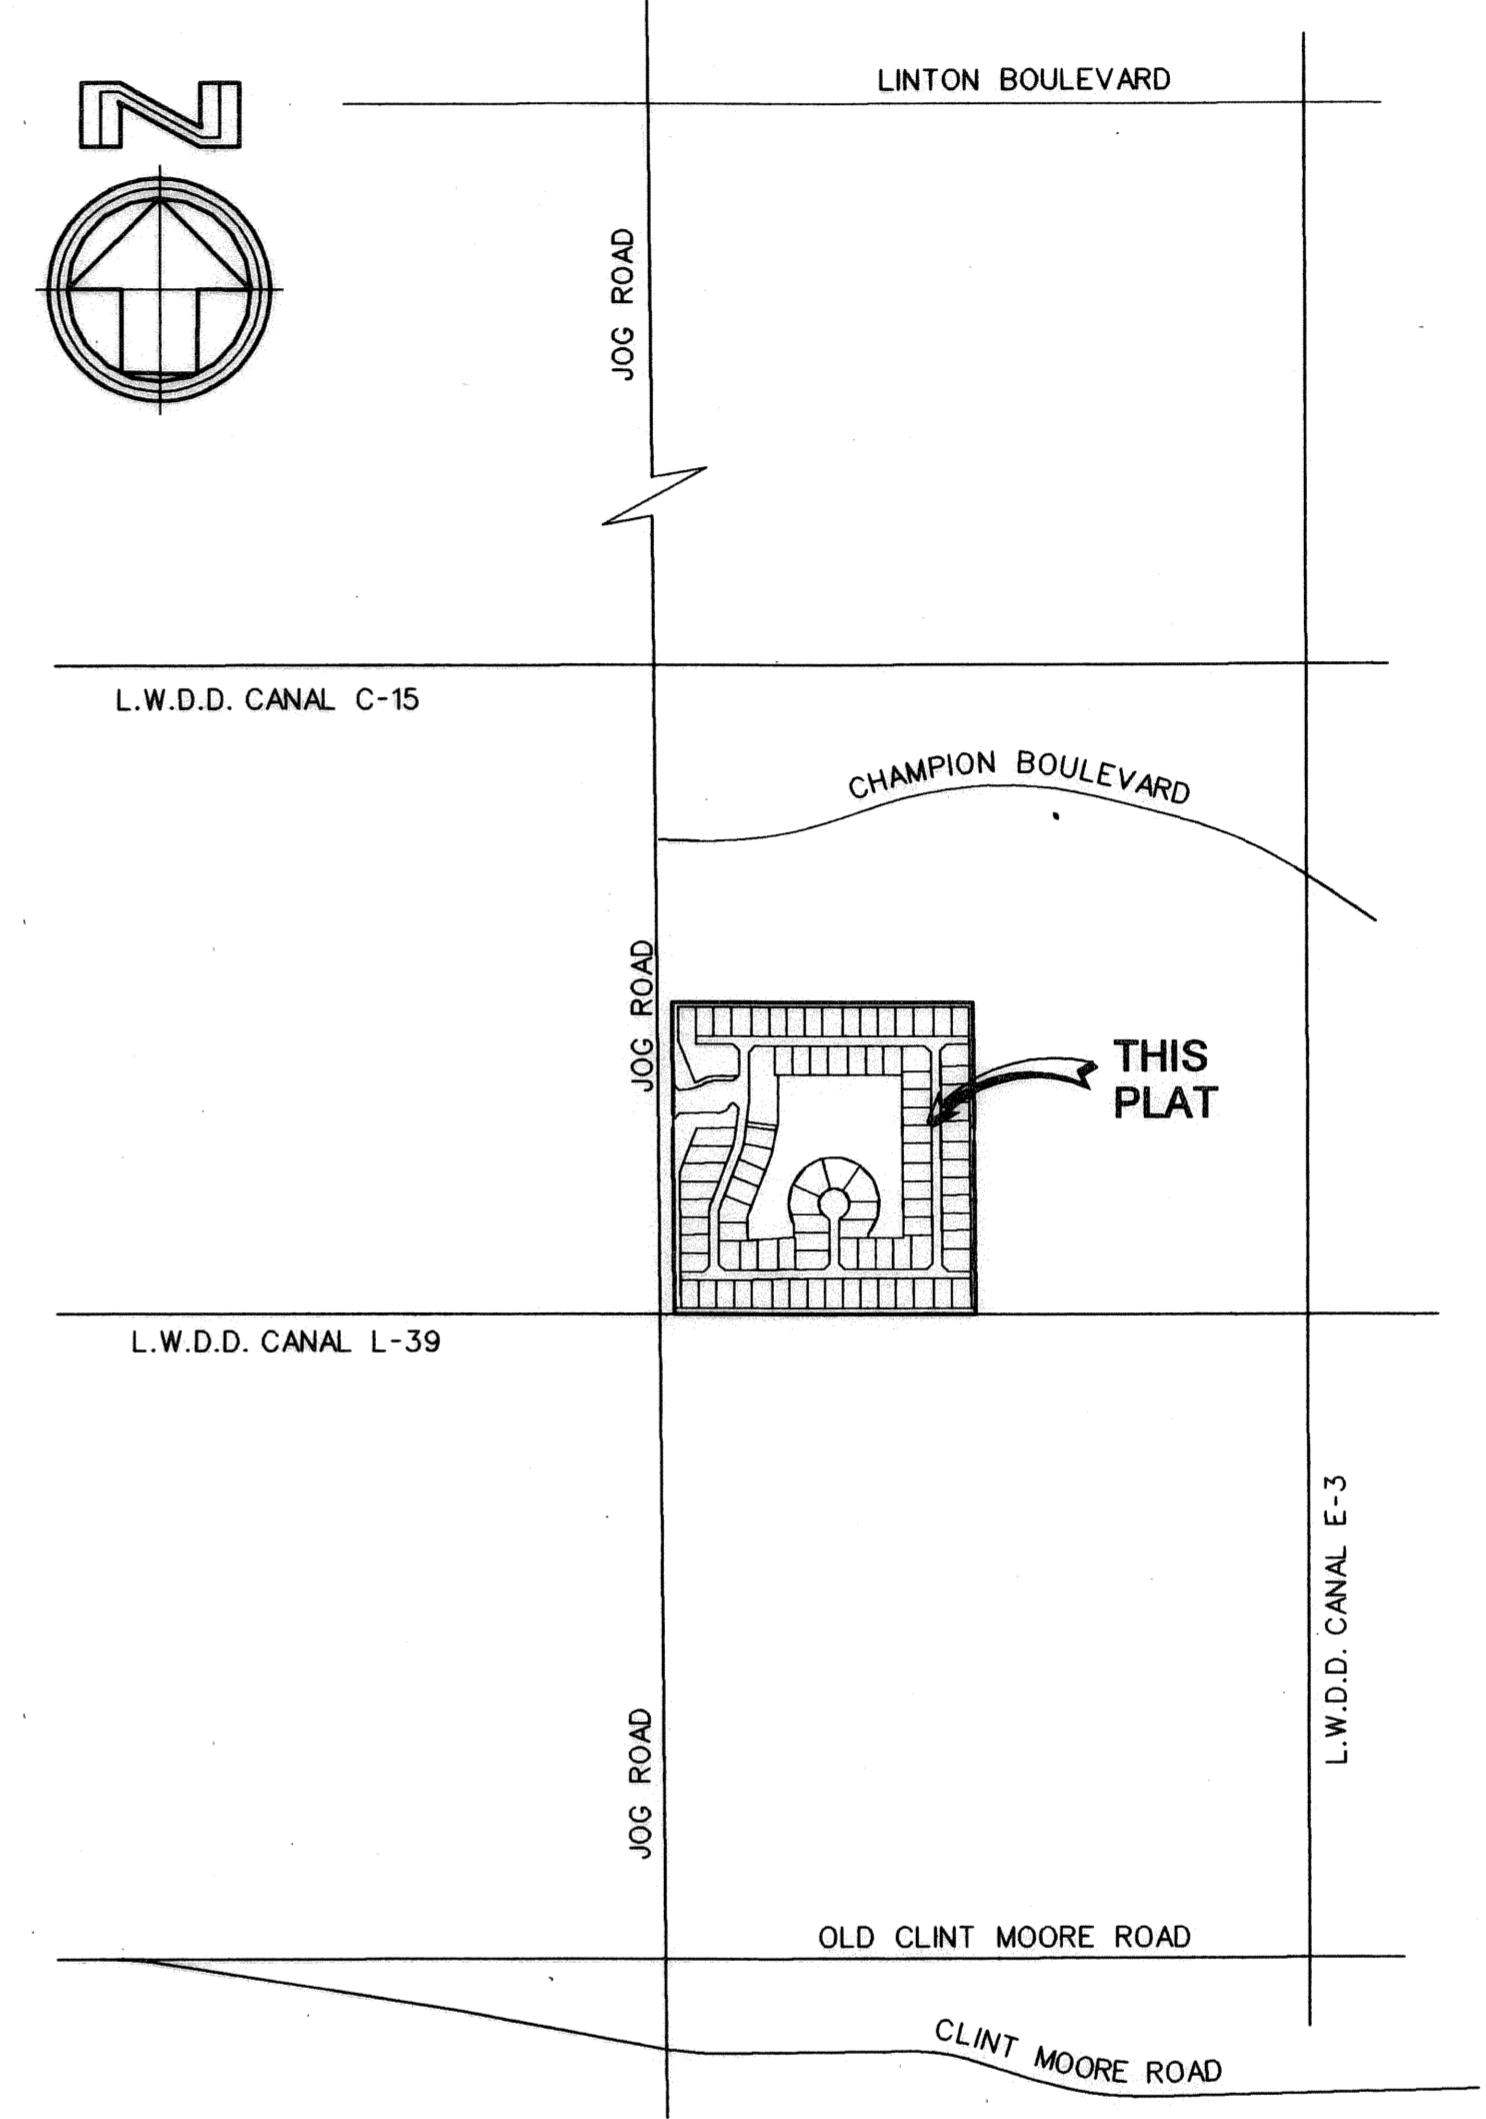 LINTON BOULEVARD
N
JOG ROAD
L.W.D.D. CANAL C-15
CHAMPION BOULEVARD
JOG ROAD
THIS
PLAT
L.W.D.D. CANAL L-39
L.W.D.D. CANAL E-3
JOG ROAD
OLD CLINT MOORE ROAD
CLINT MOORE ROAD